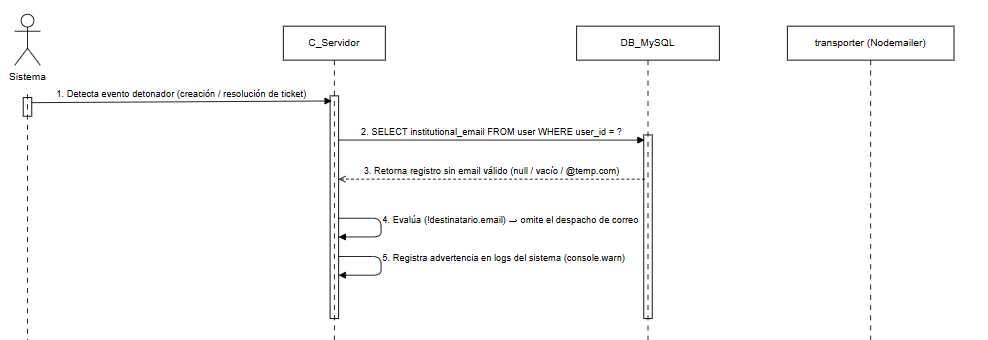 Sistema
C_Servidor
DB_MySQL
transporter (Nodemailer)
1. Detecta evento detonador (creación / resolución de ticket)
2. SELECT institutional_email FROM user WHERE user_id = ?
3. Retorna registro sin email válido (null / vacío / @temp.com)
4. Evalúa (!destinatario.email) → omite el despacho de correo
5. Registra advertencia en logs del sistema (console.warn)